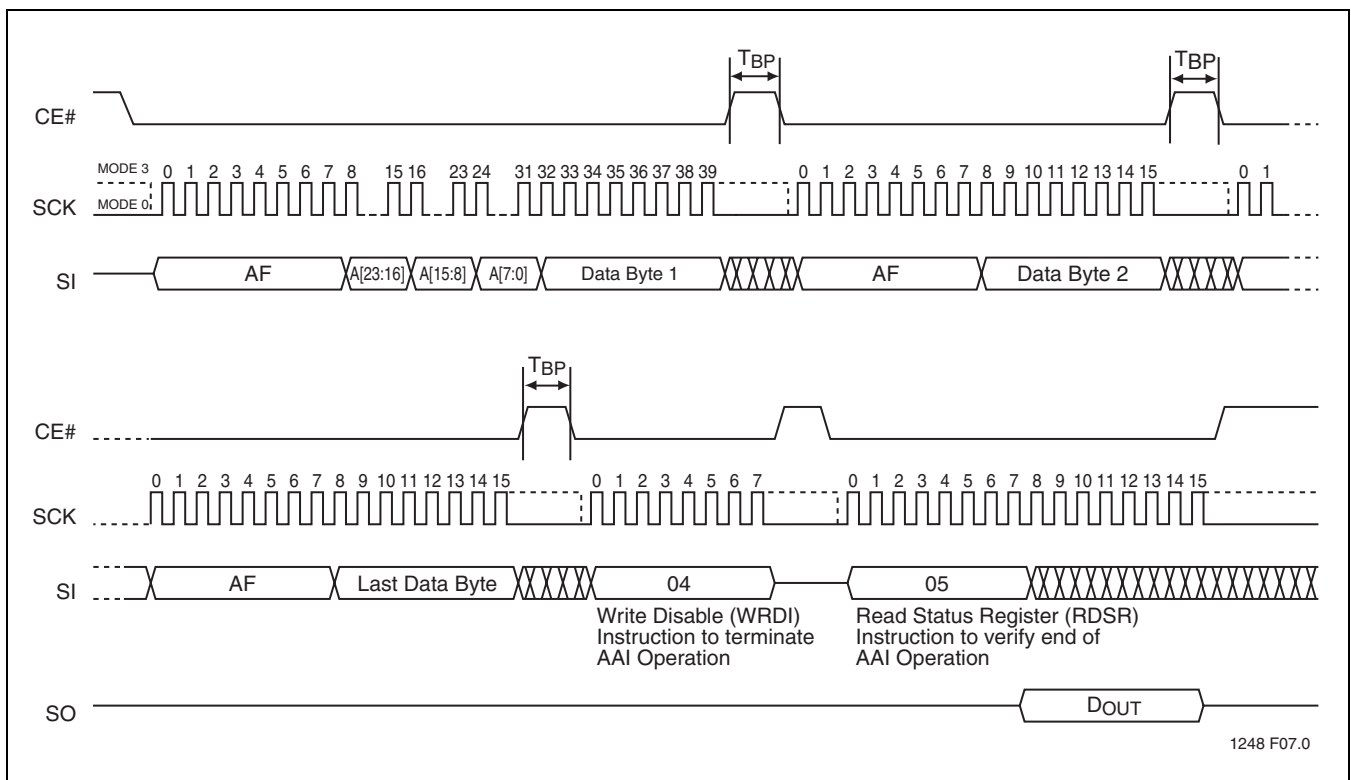 TBP TBP
CE#
MODE 3 0 1 2 3 4 5 6 7 8 15 16 23 24 31 32 33 34 35 36 37 38 39 0 1 2 3 4 5 6 7 8 9 10 11 12 13 14 15 0 1
SCK MODE 0
SI AF A[23:16] A[15:8] A[7:0] Data Byte 1 AF Data Byte 2
TBP
CE#
0 1 2 3 4 5 6 7 8 9 10 11 12 13 14 15 0 1 2 3 4 5 6 7 0 1 2 3 4 5 6 7 8 9 10 11 12 13 14 15
SCK
SI AF Last Data Byte 04 05
Write Disable (WRDI)
Instruction to terminate
AAI Operation
Read Status Register (RDSR)
Instruction to verify end of
AAI Operation
SO DOUT
1248 F07.0